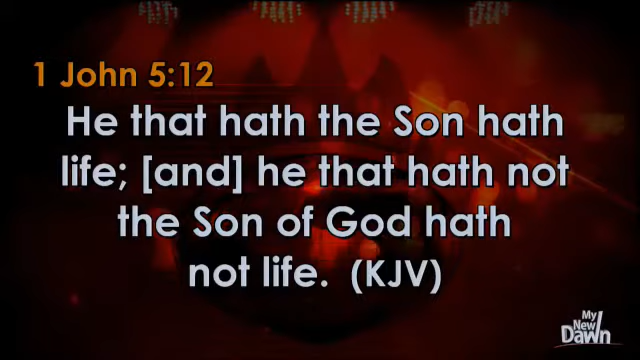 1 John 5:12
He that hath the Son hath
life; [and] he that hath not
the Son of God hath
not life. (KJV)
My
New
Dawn